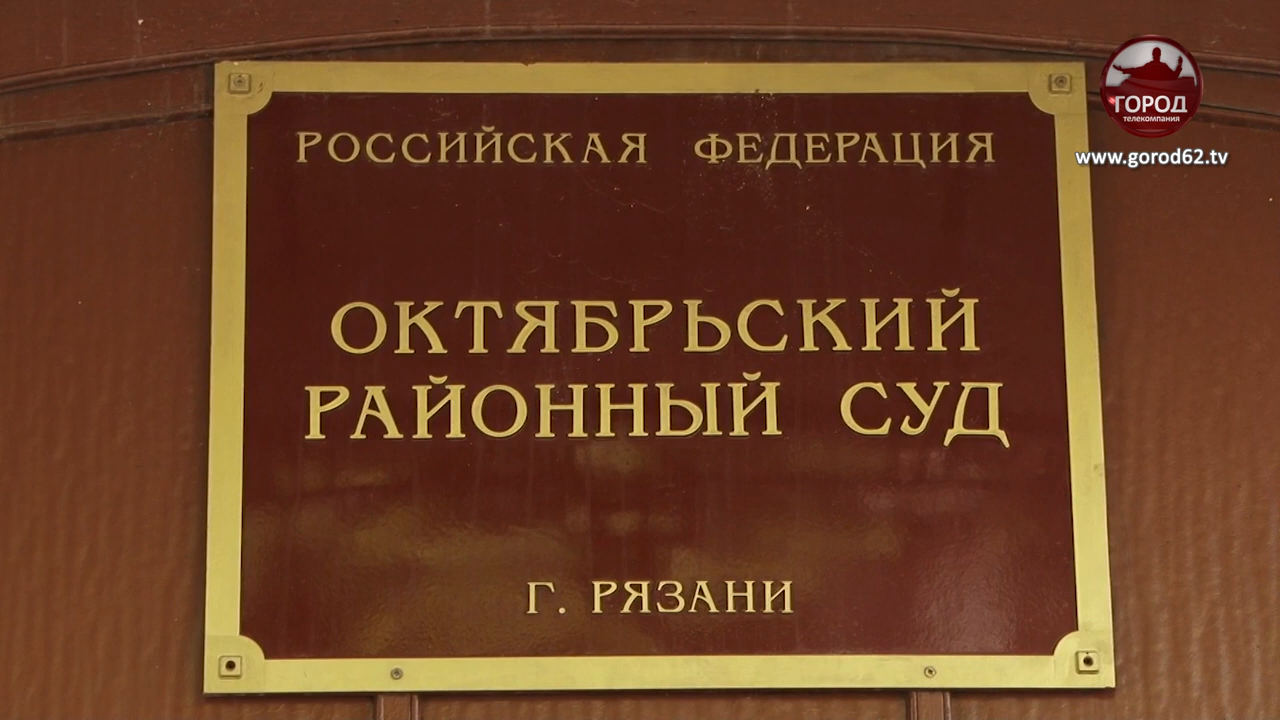 РОССИЙСКАЯ ФЕДЕРАЦИЯ
ОКТЯБРЬСКИЙ
РАЙОННЫЙ СУД
Г. РЯЗАНИ
ГОРОД
телекомпания
www.gorod62.tv